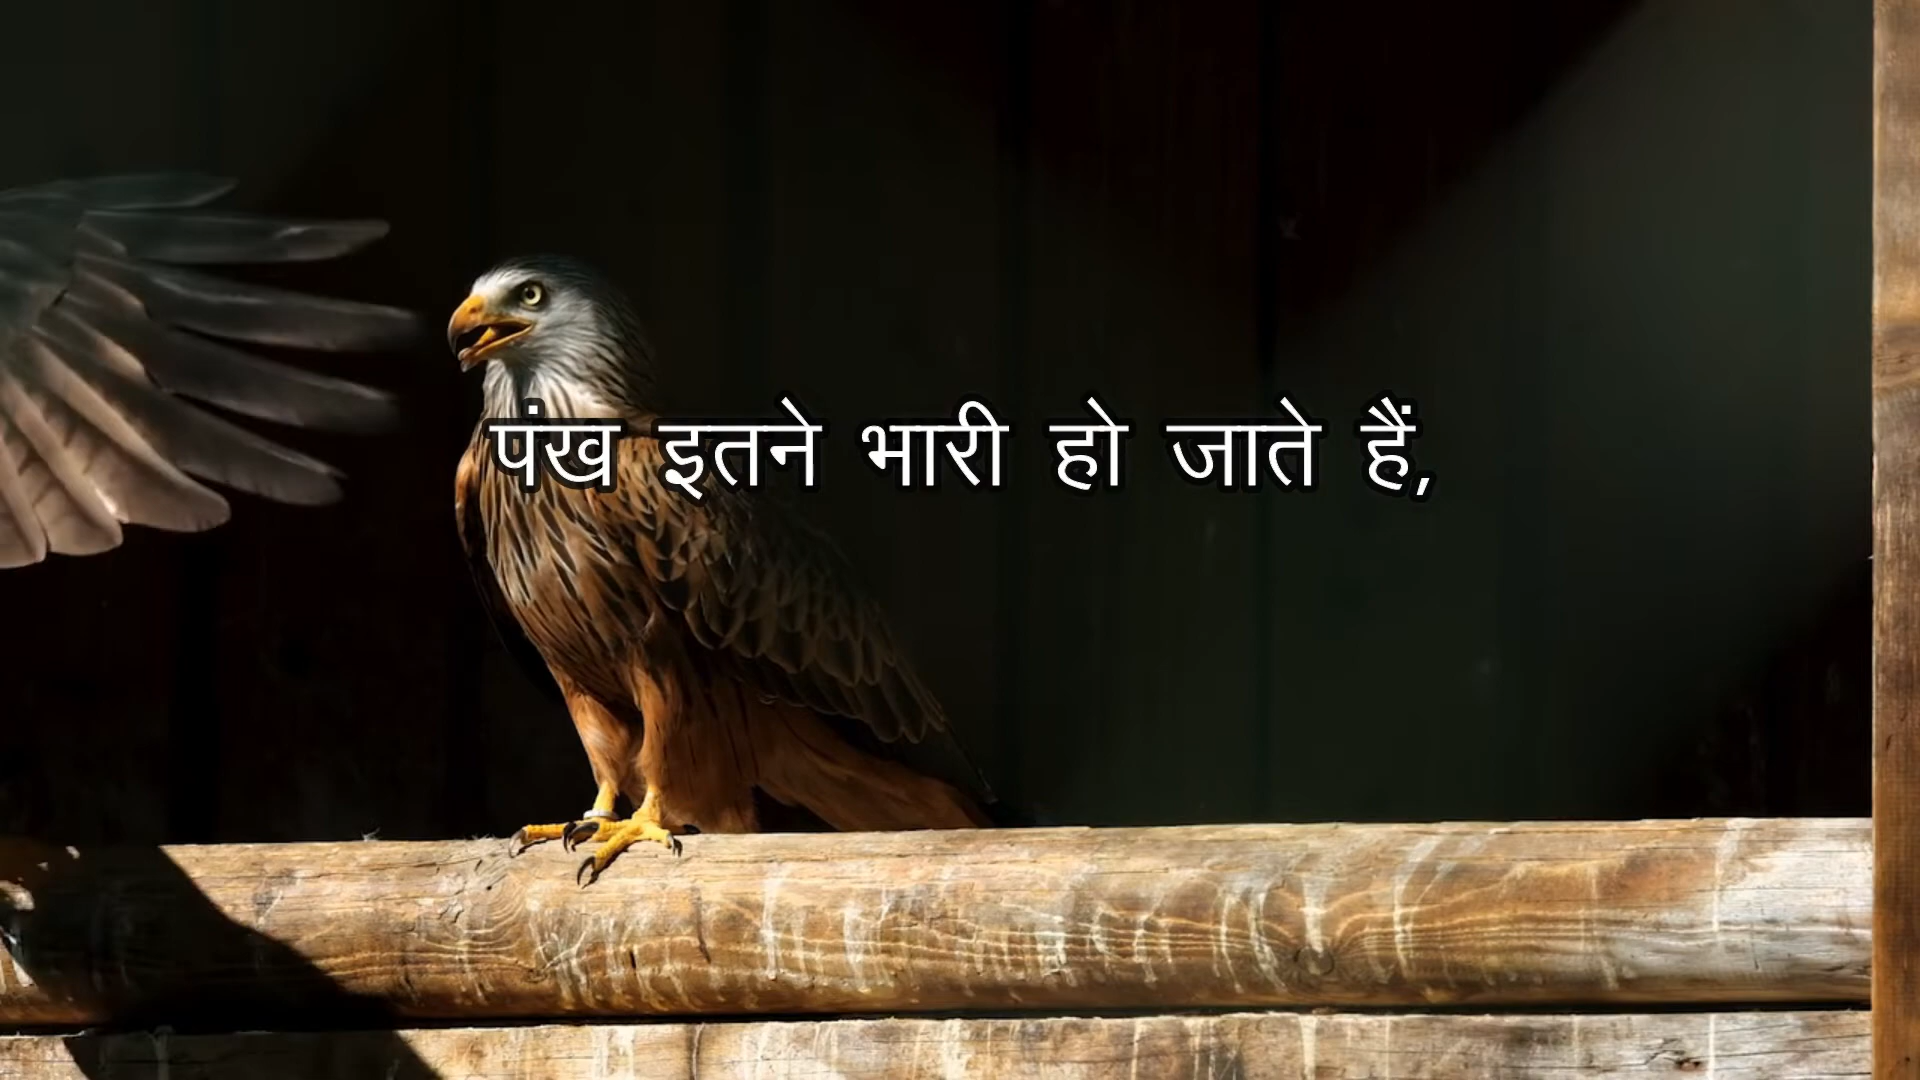 पंख इतने भारी हो जाते हैं,